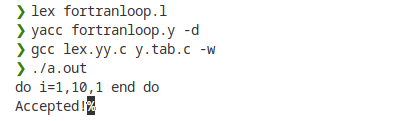 ❯ lex fortranloop.l
❯ yacc fortranloop.y -d
❯ gcc lex.yy.c y.tab.c -w
❯ ./a.out
do i=1,10,1 end do
Accepted!%